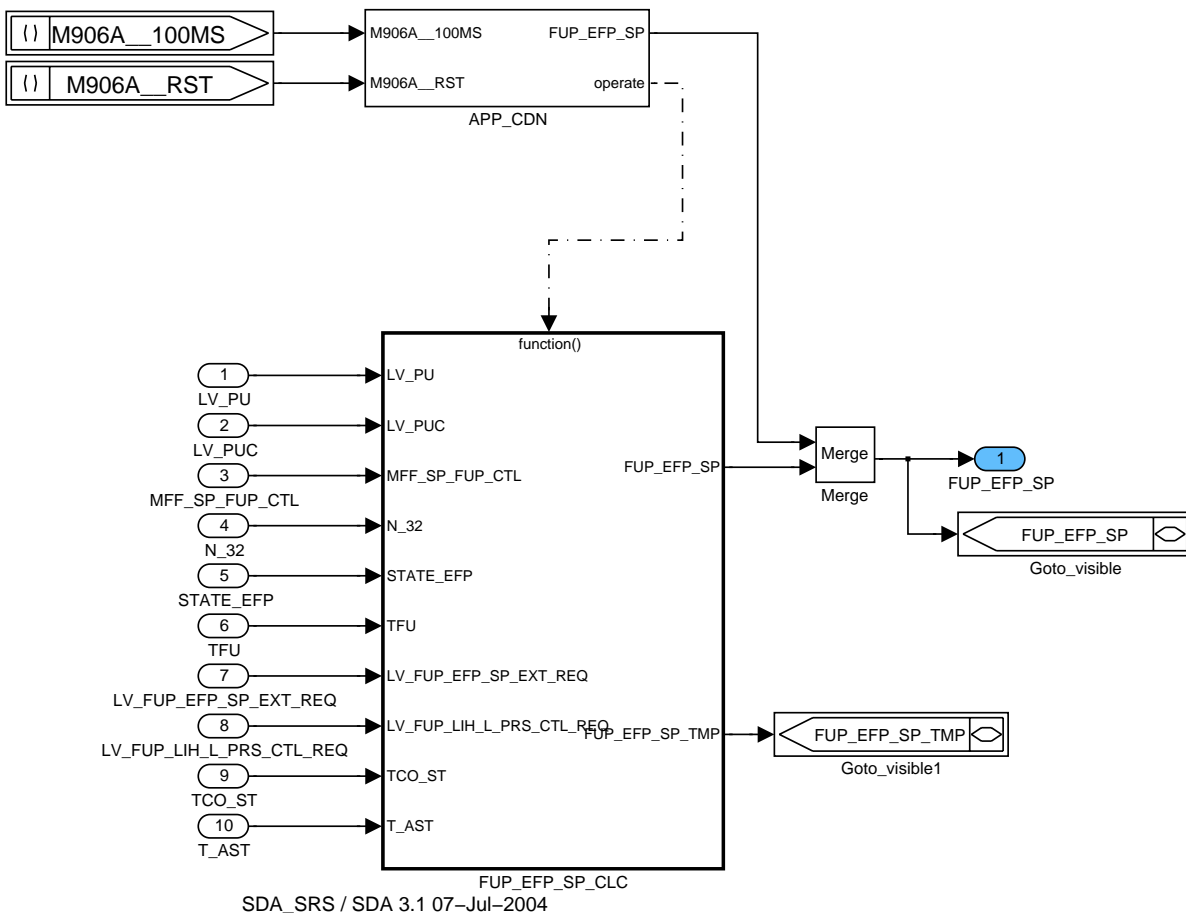 ( ) M906A__100MS
( ) M906A__RST
M906A__100MS
M906A__RST
FUP_EFP_SP
operate
APP_CDN
function()
1
LV_PU
2
LV_PUC
3
MFF_SP_FUP_CTL
4
N_32
5
STATE_EFP
6
TFU
7
LV_FUP_EFP_SP_EXT_REQ
8
LV_FUP_LIH_L_PRS_CTL_REQ
9
TCO_ST
10
T_AST
LV_PU
LV_PUC
MFF_SP_FUP_CTL
N_32
STATE_EFP
TFU
LV_FUP_EFP_SP_EXT_REQ
LV_FUP_LIH_L_PRS_CTL_REQ
TCO_ST
T_AST
FUP_EFP_SP
FUP_EFP_SP_TMP
FUP_EFP_SP_CLC
Merge
Merge
1
FUP_EFP_SP
FUP_EFP_SP
Goto_visible
FUP_EFP_SP_TMP
Goto_visible1
SDA_SRS / SDA 3.1 07−Jul−2004